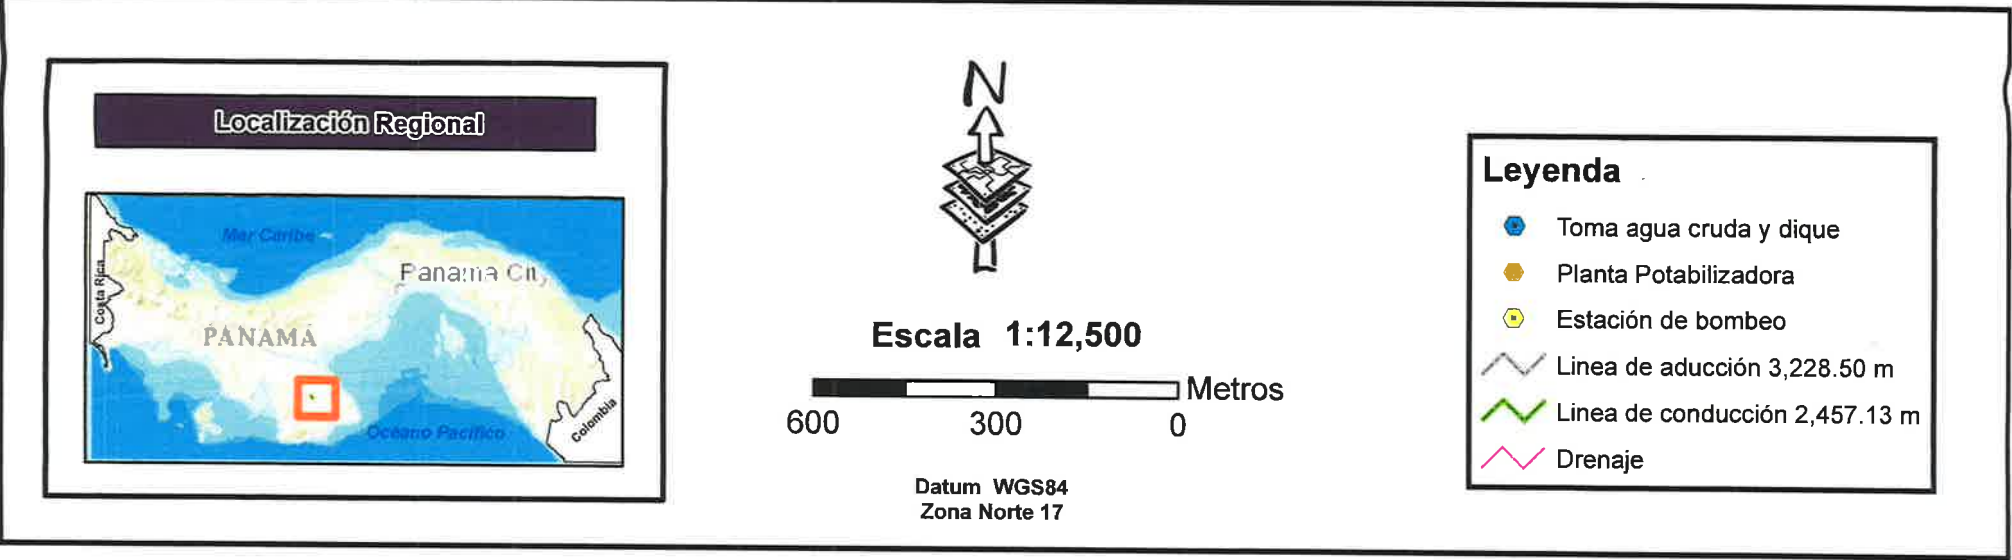 Localización Regional
Mar Caribe
Panama City
Costa Rica
PANAMÁ
Océano Pacífico
Colombia
N
Escala 1:12,500
Metros
600 300 0
Datum WGS84
Zona Norte 17
Leyenda
Toma agua cruda y dique
Planta Potabilizadora
Estación de bombeo
Linea de aducción 3,228.50 m
Linea de conducción 2,457.13 m
Drenaje